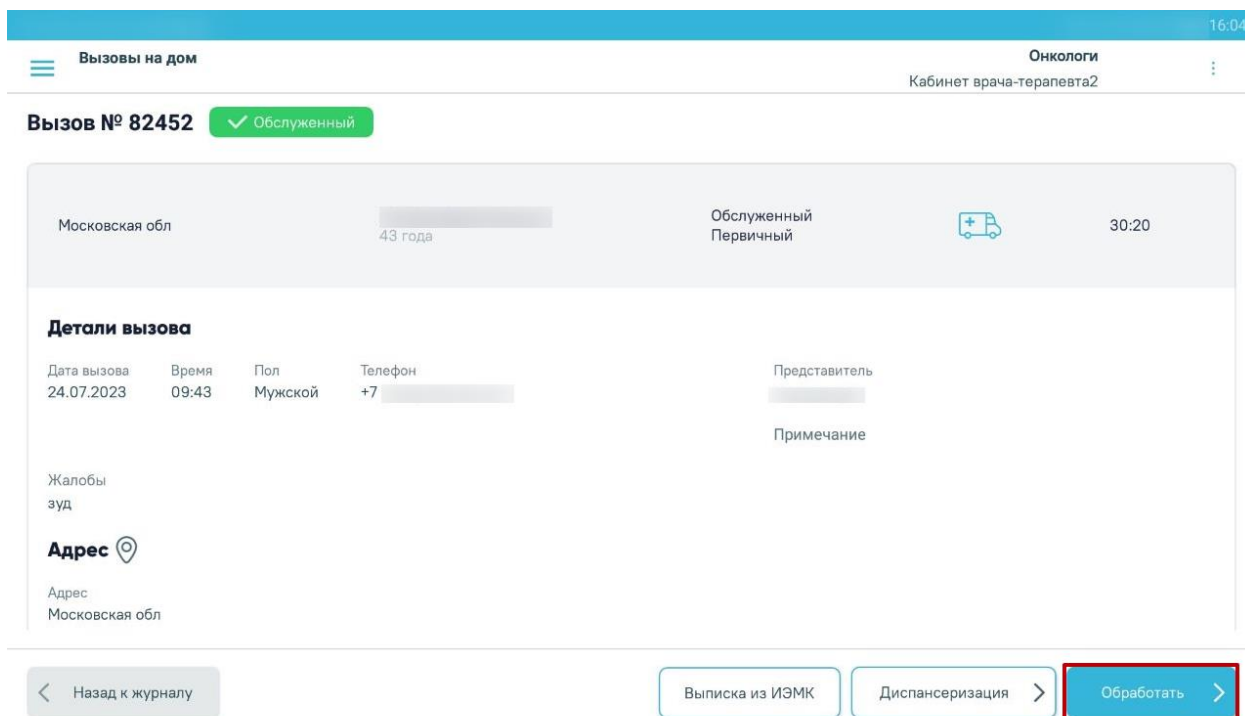 16:04
Вызовы на дом
Онкологи
Кабинет врача-терапевта2
Вызов № 82452
Обслуженный
Московская обл
43 года
Обслуженный
Первичный
30:20
Детали вызова
Дата вызова Время Пол Телефон Представитель
24.07.2023 09:43 Мужской +7
Примечание
Жалобы
зуд
Адрес
Адрес
Московская обл
Назад к журналу Выписка из ИЭМК Диспансеризация Обработать